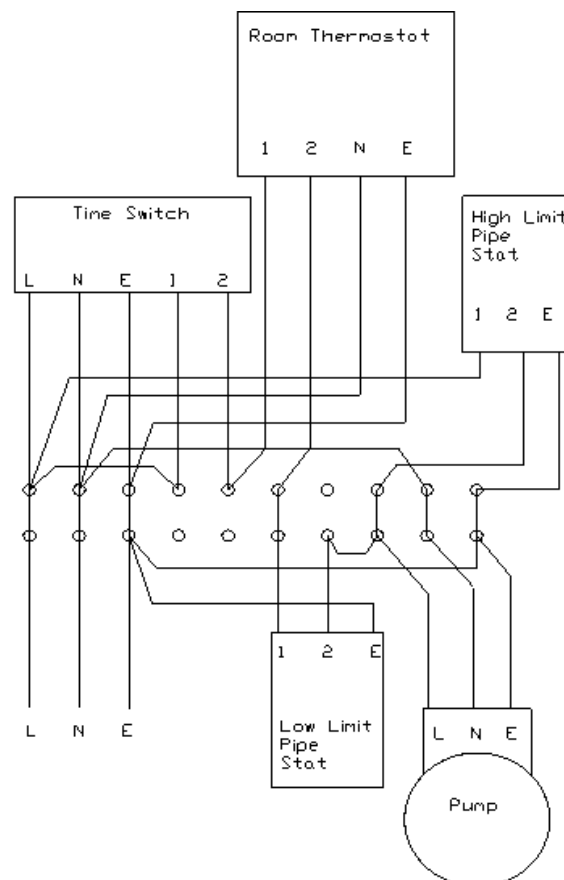 Room Thermostat
1 2 N E
Time Switch
L N E 1 2
High Limit
Pipe
Stat
1 2 E
1 2 E
Low Limit
Pipe
Stat
L N E
L N E
Pump